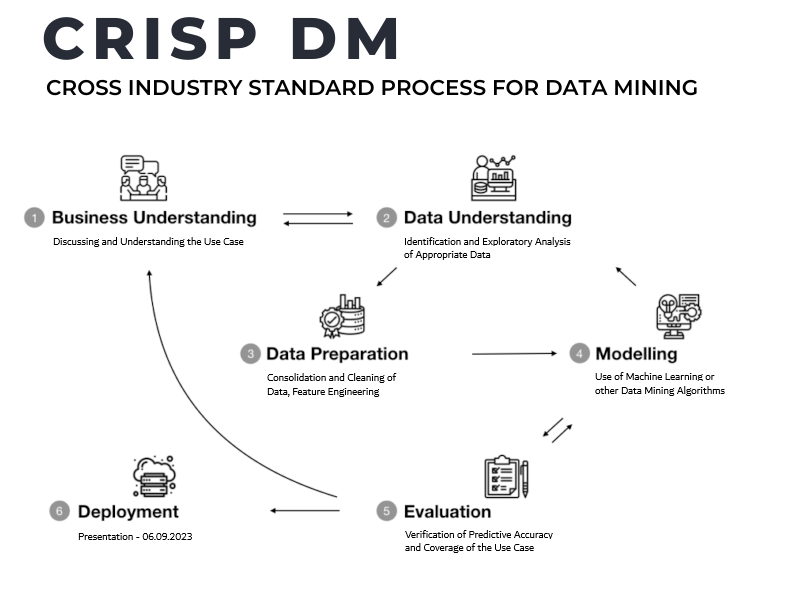 CRISP DM
CROSS INDUSTRY STANDARD PROCESS FOR DATA MINING
1 Business Understanding
Discussing and Understanding the Use Case
2 Data Understanding
Identification and Exploratory Analysis
of Appropriate Data
3 Data Preparation
Consolidation and Cleaning of
Data, Feature Engineering
4 Modelling
Use of Machine Learning or
other Data Mining Algorithms
5 Evaluation
Verification of Predictive Accuracy
and Coverage of the Use Case
6 Deployment
Presentation - 06.09.2023